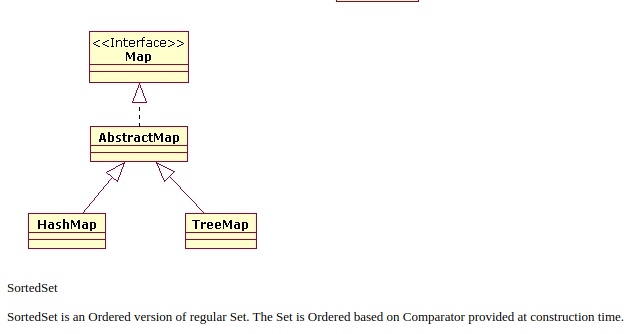 <<Interface>>
Map
AbstractMap
HashMap
TreeMap
SortedSet
SortedSet is an Ordered version of regular Set. The Set is Ordered based on Comparator provided at construction time.